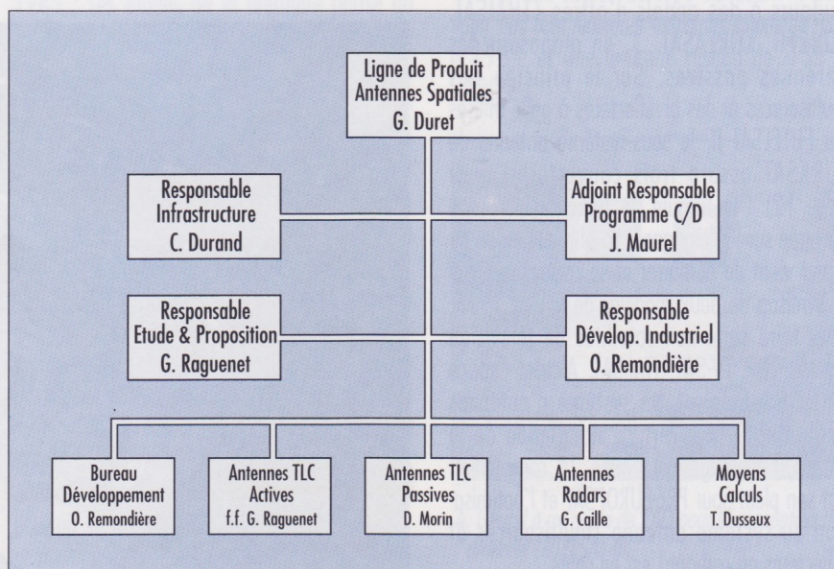 Ligne de Produit
Antennes Spatiales
G. Duret
Responsable
Infrastructure
C. Durand
Adjoint Responsable
Programme C/D
J. Maurel
Responsable
Etude & Proposition
G. Raguenet
Responsable
Dévelop. Industriel
O. Remondière
Bureau
Développement
O. Remondière
Antennes TLC
Actives
f.f. G. Raguenet
Antennes TLC
Passives
D. Morin
Antennes
Radars
G. Caille
Moyens
Calculs
T. Dusseux